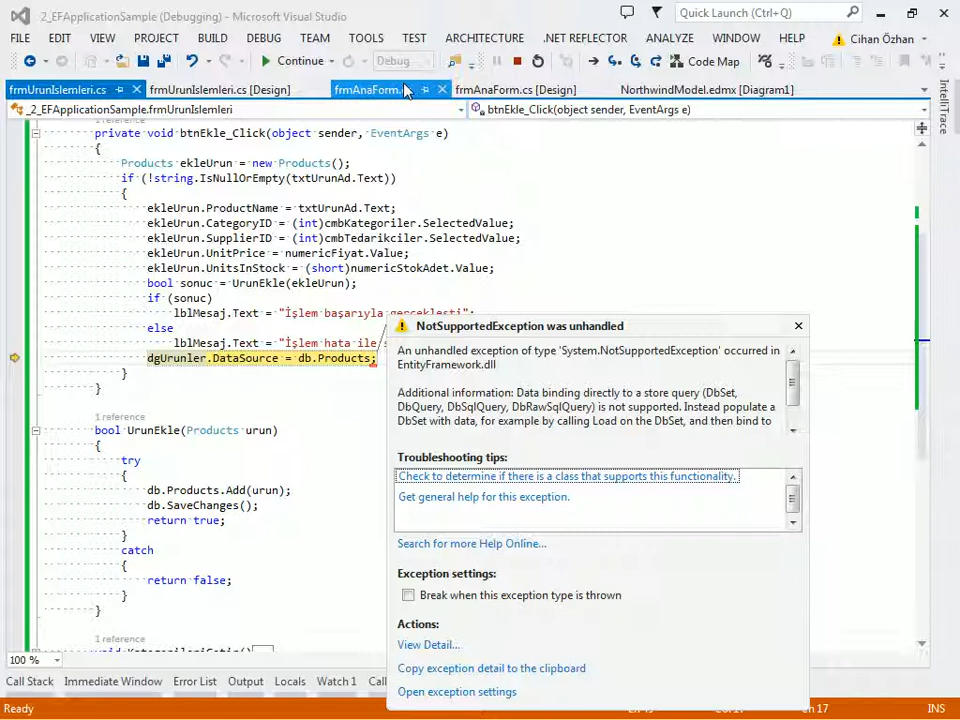 2_EFApplicationSample (Debugging) - Microsoft Visual Studio
Quick Launch (Ctrl+Q)
FILE EDIT VIEW PROJECT BUILD DEBUG TEAM TOOLS TEST ARCHITECTURE .NET REFLECTOR ANALYZE WINDOW HELP Cihan Özhan
Continue Debug Code Map
frmUrunIslemleri.cs frmUrunIslemleri.cs [Design] frmAnaForm. frmAnaForm.cs [Design] NorthwindModel.edmx [Diagram1]
_2_EFApplicationSample.frmUrunIslemleri btnEkle_Click(object sender, EventArgs e)
IntelliTrace
private void btnEkle_Click(object sender, EventArgs e)
{
Products ekleUrun = new Products();
if (!string.IsNullOrEmpty(txtUrunAd.Text))
{
ekleUrun.ProductName = txtUrunAd.Text;
ekleUrun.CategoryID = (int)cmbKategoriler.SelectedValue;
ekleUrun.SupplierID = (int)cmbTedarikciler.SelectedValue;
ekleUrun.UnitPrice = numericFiyat.Value;
ekleUrun.UnitsInStock = (short)numericStokAdet.Value;
bool sonuc = UrunEkle(ekleUrun);
if (sonuc)
lblMesaj.Text = "İşlem başarıyla gerçekleşti";
else
lblMesaj.Text = "İşlem hata ile
dgUrunler.DataSource = db.Products;
}
}
1 reference
bool UrunEkle(Products urun)
{
try
{
db.Products.Add(urun);
db.SaveChanges();
return true;
}
catch
{
return false;
}
}
1 reference
NotSupportedException was unhandled
An unhandled exception of type 'System.NotSupportedException' occurred in
EntityFramework.dll
Additional information: Data binding directly to a store query (DbSet,
DbQuery, DbSqlQuery, DbRawSqlQuery) is not supported. Instead populate a
DbSet with data, for example by calling Load on the DbSet, and then bind to
Troubleshooting tips:
Check to determine if there is a class that supports this functionality.
Get general help for this exception.
Search for more Help Online...
Exception settings:
Break when this exception type is thrown
Actions:
View Detail...
Copy exception detail to the clipboard
Open exception settings
100 %
Call Stack Immediate Window Error List Output Locals Watch 1
Ready Ln 17 INS